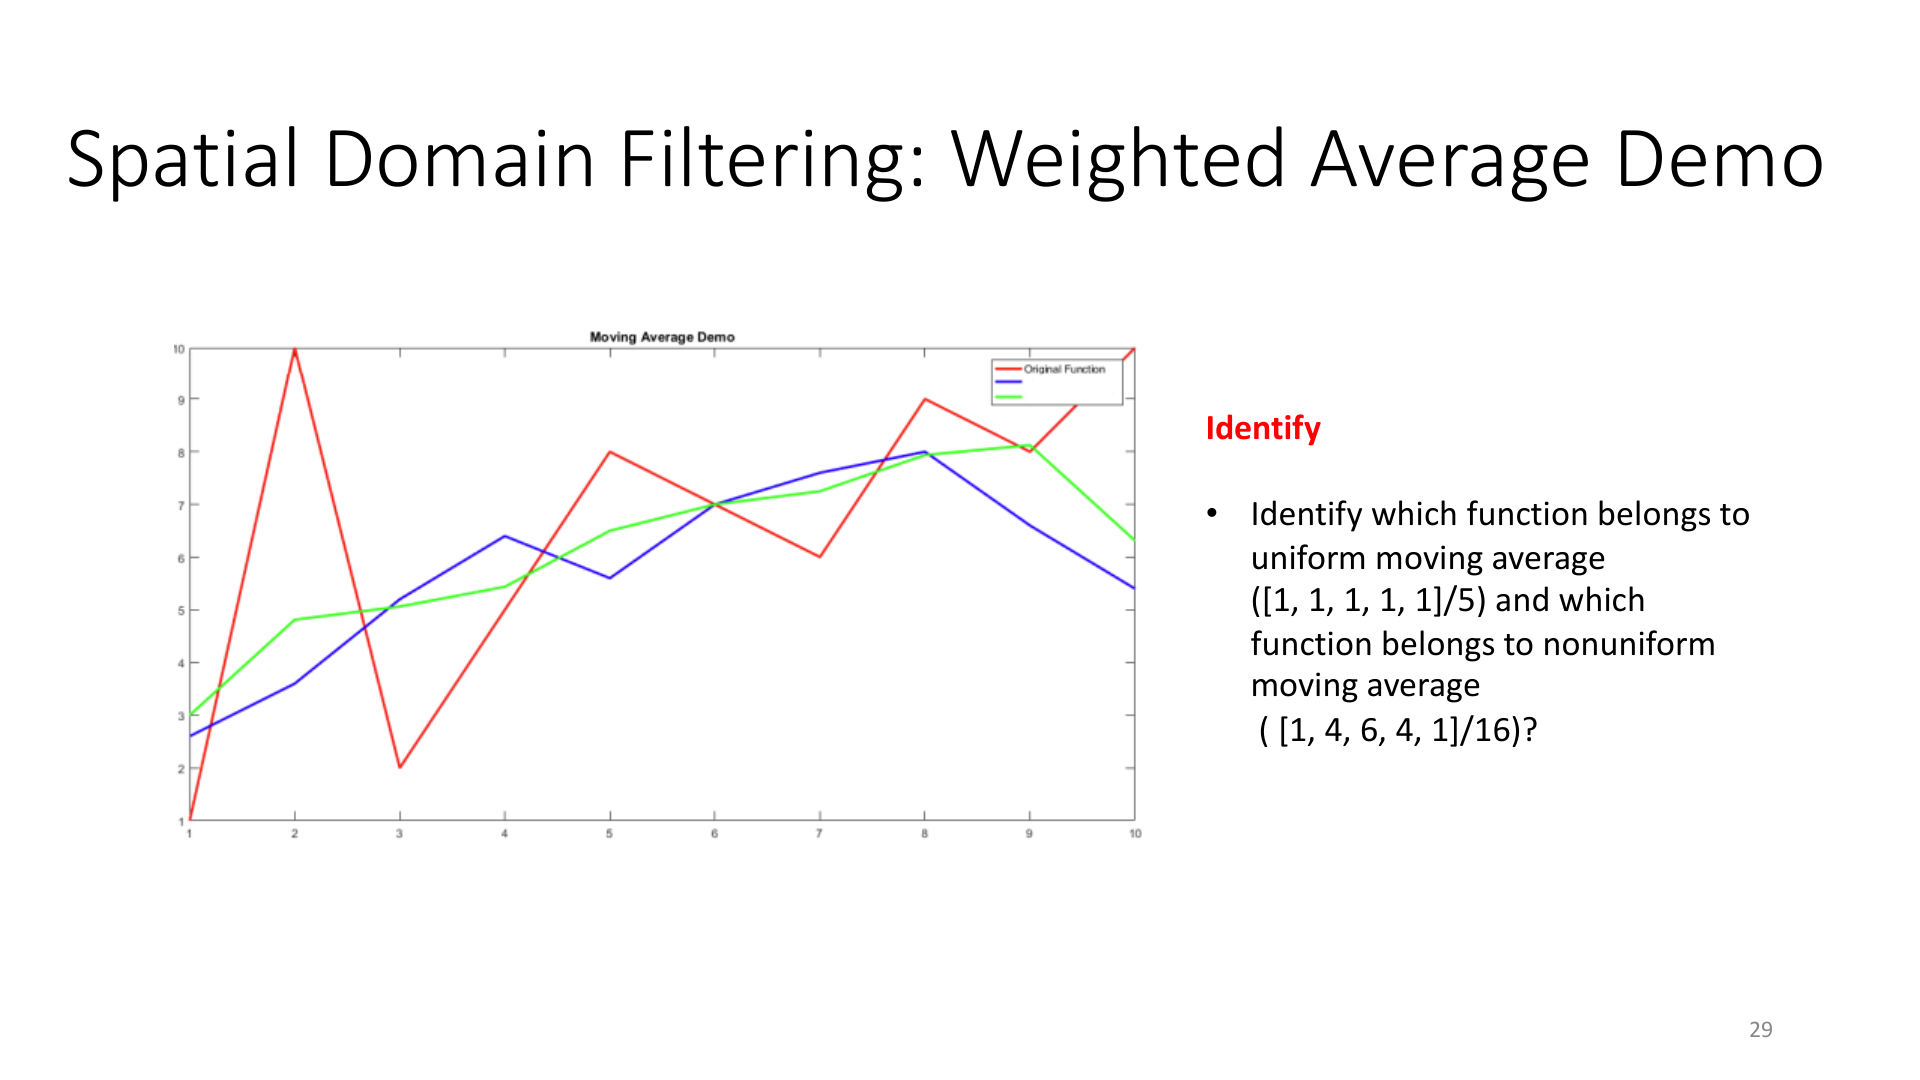 Spatial Domain Filtering: Weighted Average Demo
Moving Average Demo
10
9
8
7
6
5
4
3
2
1
1 2 3 4 5 6 7 8 9 10
Original Function
Identify
• Identify which function belongs to
uniform moving average
([1, 1, 1, 1, 1]/5) and which
function belongs to nonuniform
moving average
( [1, 4, 6, 4, 1]/16)?
29